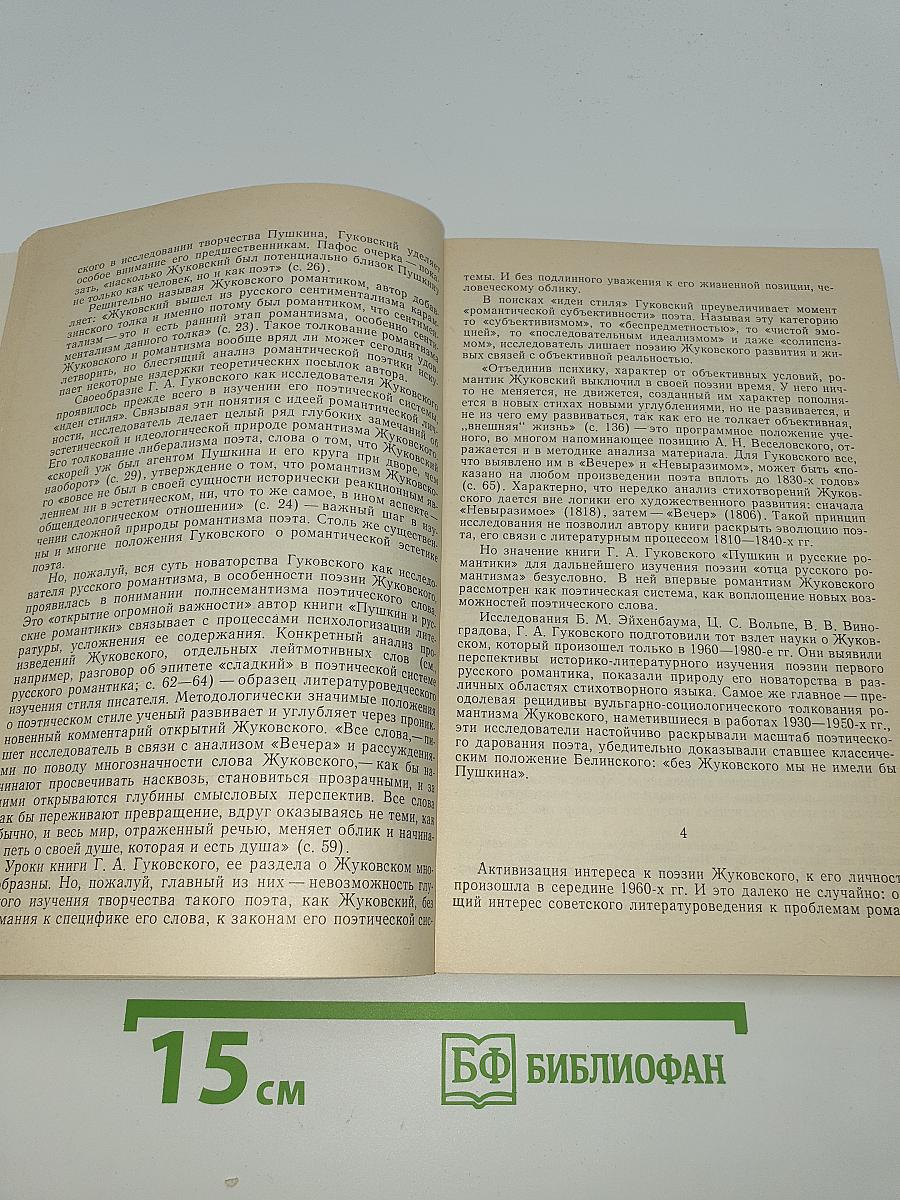 ского в исследовании творчества Пушкина, Гуковский уделяет
особое внимание его предшественникам. Пафос очерка — пока-
зать, «насколько Жуковский был потенциально близок Пушкину
не только как человек, но и как поэт» (с. 26).
Решительно называя Жуковского романтиком, автор добав-
ляет: «Жуковский вышел из русского сентиментализма карам-
зинского толка и именно потому был романтиком, что сентимен-
тализм — это и есть ранний этап романтизма, особенно сенти-
ментализм данного толка» (с. 23). Такое толкование романтизма
Жуковского и романтизма вообще вряд ли может сегодня удов-
летворить, но блестящий анализ романтической поэтики иску-
пает некоторые издержки теоретических посылок автора.
Своеобразие Г. А. Гуковского как исследователя Жуковского
проявилось прежде всего в изучении его поэтической системы,
«идеи стиля». Связывая эти понятия с идеей романтической лич-
ности, исследователь делает целый ряд глубоких замечаний об
эстетической и идеологической природе романтизма Жуковского.
Его толкование либерализма поэта, слова о том, что Жуковский
«скорей уж был агентом Пушкина и его круга при дворе, чем
наоборот» (с. 29), утверждение о том, что романтизм Жуковско-
го «вовсе не был в своей сущности исторически реакционным яв-
лением ни в эстетическом, ни, что то же самое, в ином аспекте —
общеидеологическом отношении» (с. 24) — важный шаг в изу-
чении сложной природы романтизма поэта. Столь же существен-
ны и многие положения Гуковского о романтической эстетике
поэта.
Но, пожалуй, вся суть новаторства Гуковского как исследо-
вателя русского романтизма, в особенности поэзии Жуковского,
проявилась в понимании полисемантизма поэтического слова.
Это «открытие огромной важности» автор книги «Пушкин и рус-
ские романтики» связывает с процессами психологизации лите-
ратуры, усложнения ее содержания. Конкретный анализ про-
изведений Жуковского, отдельных лейтмотивных слов (см.,
например, разговор об эпитете «сладкий» в поэтической системе
русского романтика; с. 62—64) — образец литературоведческого
изучения стиля писателя. Методологически значимые положения
о поэтическом стиле ученый развивает и углубляет через проник-
новенный комментарий открытий Жуковского. «Все слова,— пи-
шет исследователь в связи с анализом «Вечера» и рассуждения-
ми по поводу многозначности слова Жуковского,— как бы на-
чинают просвечивать насквозь, становиться прозрачными, и за
ними открываются глубины смысловых перспектив. Все слова
как бы переживают превращение, вдруг оказываясь не теми, как
бычно, и весь мир, отраженный речью, меняет облик и начина-
петь о своей душе, которая и есть душа» (с. 59).
Уроки книги Г. А. Гуковского, ее раздела о Жуковском мно-
образны. Но, пожалуй, главный из них — невозможность глу-
кого изучения творчества такого поэта, как Жуковский, без
мания к специфике его слова, к законам его поэтической сис-
темы. И без подлинного уважения к его жизненной позиции, че-
ловеческому облику.
В поисках «идеи стиля» Гуковский преувеличивает момент
«романтической субъективности» поэта. Называя эту категорию
то «субъективизмом», то «беспредметностью», то «чистой эмо-
цией», то «последовательным идеализмом» и даже «солипсиз-
мом», исследователь лишает поэзию Жуковского развития и жи-
вых связей с объективной реальностью.
«Отъединив психику, характер от объективных условий, ро-
мантик Жуковский выключил в своей поэзии время. У него нич-
то не меняется, не движется, созданный им характер пополня-
ется в новых стихах новыми углублениями, но не развивается, и
не из чего ему развиваться, так как его не толкает объективная,
„внешняя“ жизнь» (с. 136) — это программное положение уче-
ного, во многом напоминающее позицию А. Н. Веселовского, от-
ражается и в методике анализа материала. Для Гуковского все,
что выявлено им в «Вечере» и «Невыразимом», может быть «по-
казано на любом произведении поэта вплоть до 1830-х годов»
(с. 65). Характерно, что нередко анализ стихотворений Жуков-
ского дается вне логики его художественного развития: сначала
«Невыразимое» (1818), затем — «Вечер» (1806). Такой принцип
исследования не позволил автору книги раскрыть эволюцию поэ-
та, его связи с литературным процессом 1810—1840-х гг.
Но значение книги Г. А. Гуковского «Пушкин и русские ро-
мантики» для дальнейшего изучения поэзии «отца русского ро-
мантизма» безусловно. В ней впервые романтизм Жуковского
рассмотрен как поэтическая система, как воплощение новых воз-
можностей поэтического слова.
Исследования Б. М. Эйхенбаума, Ц. С. Вольпе, В. В. Вино-
градова, Г. А. Гуковского подготовили тот взлет науки о Жуков-
ском, который произошел только в 1960—1980-е гг. Они выявили
перспективы историко-литературного изучения поэзии первого
русского романтика, показали природу его новаторства в раз-
личных областях стихотворного языка. Самое же главное — пре-
одолевая рецидивы вульгарно-социологического толкования ро-
мантизма Жуковского, наметившиеся в работах 1930—1950-х гг.,
эти исследователи настойчиво раскрывали масштаб поэтическо-
го дарования поэта, убедительно доказывали ставшее классиче-
ским положение Белинского: «без Жуковского мы не имели бы
Пушкина».
4
Активизация интереса к поэзии Жуковского, к его личност
произошла в середине 1960-х гг. И это далеко не случайно: о
щий интерес советского литературоведения к проблемам рома
15 см
БФ БИБЛИОФАН